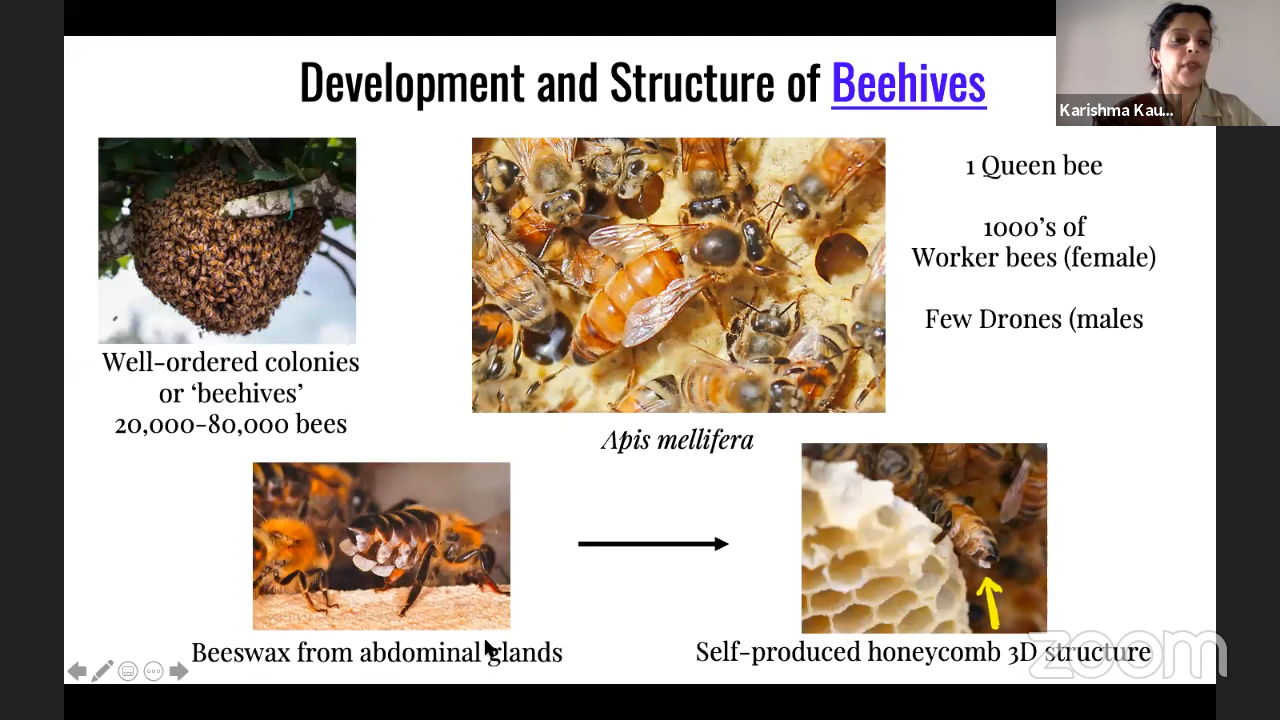 Development and Structure of Beehives
Karishma Kau...
1 Queen bee
1000's of
Worker bees (female)
Few Drones (males
Well-ordered colonies
or ‘beehives’
20,000-80,000 bees
Apis mellifera
Beeswax from abdominal glands
Self-produced honeycomb 3D structure
zoom